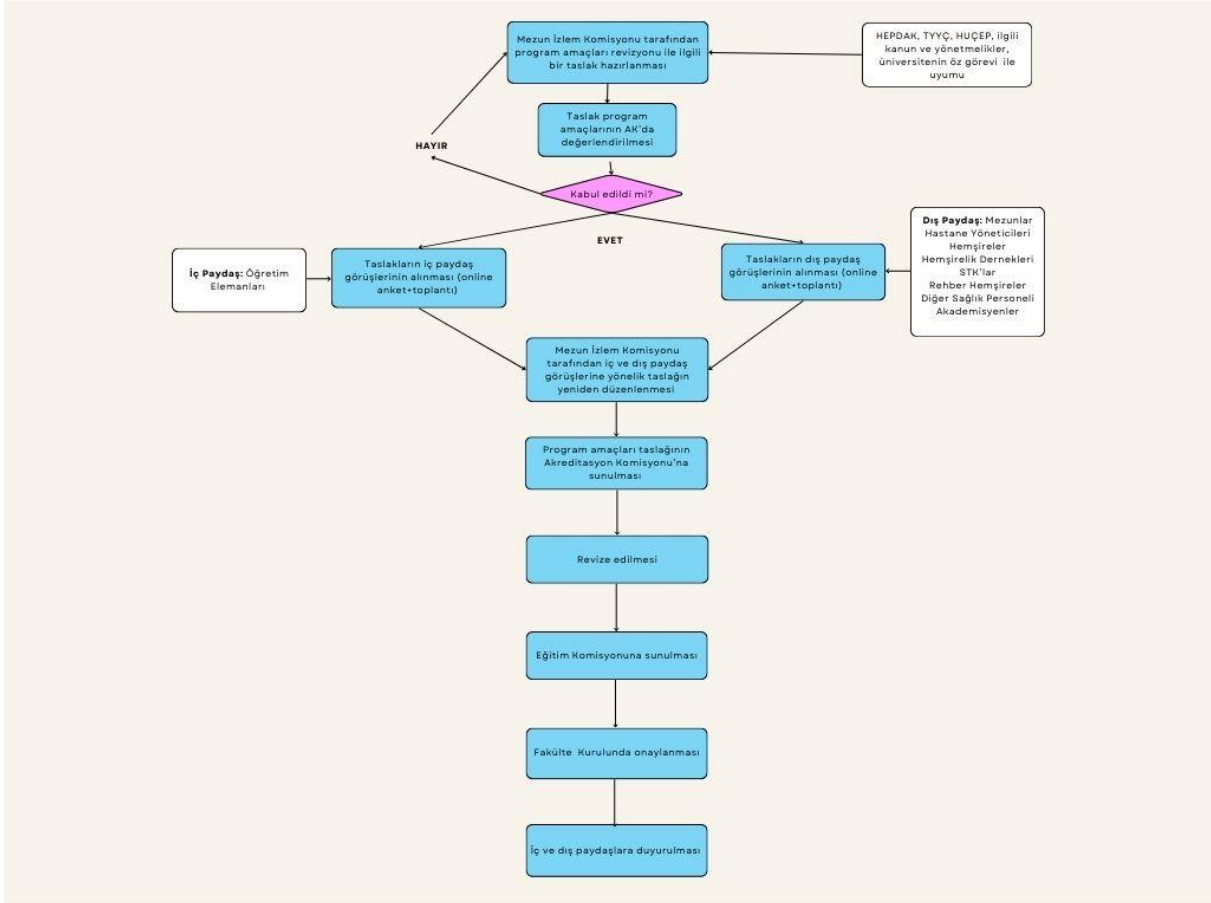 Mezun İzlem Komisyonu tarafından
program amaçları revizyonu ile ilgili
bir taslak hazırlanması
HEPDAK, TYYÇ, HUÇEP, ilgili
kanun ve yönetmelikler,
üniversitenin öz görevi ile
uyumu
Taslak program
amaçlarının AK'da
değerlendirilmesi
HAYIR
Kabul edildi mi?
EVET
İç Paydaş: Öğretim
Elemanları
Taslakların iç paydaş
görüşlerinin alınması (online
anket+toplantı)
Taslakların dış paydaş
görüşlerinin alınması (online
anket+toplantı)
Dış Paydaş: Mezunlar
Hastane Yöneticileri
Hemşireler
Hemşirelik Dernekleri
STK'lar
Rehber Hemşireler
Diğer Sağlık Personeli
Akademisyenler
Mezun İzlem Komisyonu
tarafından iç ve dış paydaş
görüşlerine yönelik taslağın
yeniden düzenlenmesi
Program amaçları taslağının
Akreditasyon Komisyonu'na
sunulması
Revize edilmesi
Eğitim Komisyonuna sunulması
Fakülte Kurulunda onaylanması
İç ve dış paydaşlara duyurulması